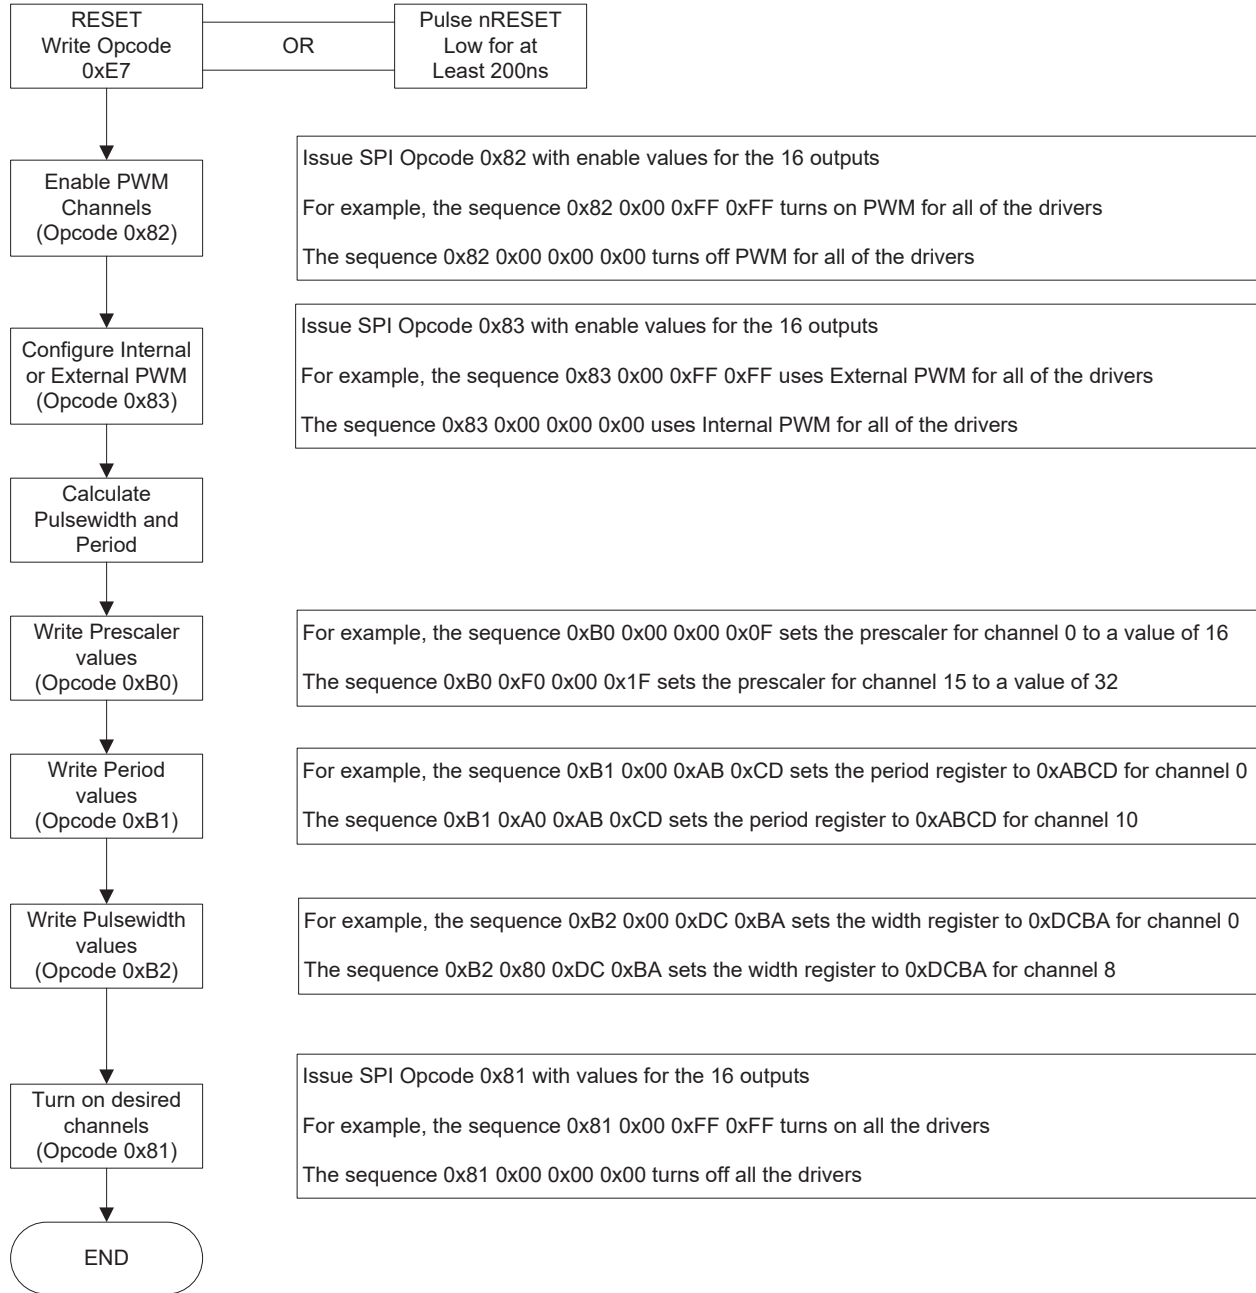 RESET
Write Opcode
0xE7
OR
Pulse nRESET
Low for at
Least 200ns
Enable PWM
Channels
(Opcode 0x82)
Issue SPI Opcode 0x82 with enable values for the 16 outputs
For example, the sequence 0x82 0x00 0xFF 0xFF turns on PWM for all of the drivers
The sequence 0x82 0x00 0x00 0x00 turns off PWM for all of the drivers
Configure Internal
or External PWM
(Opcode 0x83)
Issue SPI Opcode 0x83 with enable values for the 16 outputs
For example, the sequence 0x83 0x00 0xFF 0xFF uses External PWM for all of the drivers
The sequence 0x83 0x00 0x00 0x00 uses Internal PWM for all of the drivers
Calculate
Pulsewidth and
Period
Write Prescaler
values
(Opcode 0xB0)
For example, the sequence 0xB0 0x00 0x00 0x0F sets the prescaler for channel 0 to a value of 16
The sequence 0xB0 0xF0 0x00 0x1F sets the prescaler for channel 15 to a value of 32
Write Period
values
(Opcode 0xB1)
For example, the sequence 0xB1 0x00 0xAB 0xCD sets the period register to 0xABCD for channel 0
The sequence 0xB1 0xA0 0xAB 0xCD sets the period register to 0xABCD for channel 10
Write Pulsewidth
values
(Opcode 0xB2)
For example, the sequence 0xB2 0x00 0xDC 0xBA sets the width register to 0xDCBA for channel 0
The sequence 0xB2 0x80 0xDC 0xBA sets the width register to 0xDCBA for channel 8
Turn on desired
channels
(Opcode 0x81)
Issue SPI Opcode 0x81 with values for the 16 outputs
For example, the sequence 0x81 0x00 0xFF 0xFF turns on all the drivers
The sequence 0x81 0x00 0x00 0x00 turns off all the drivers
END